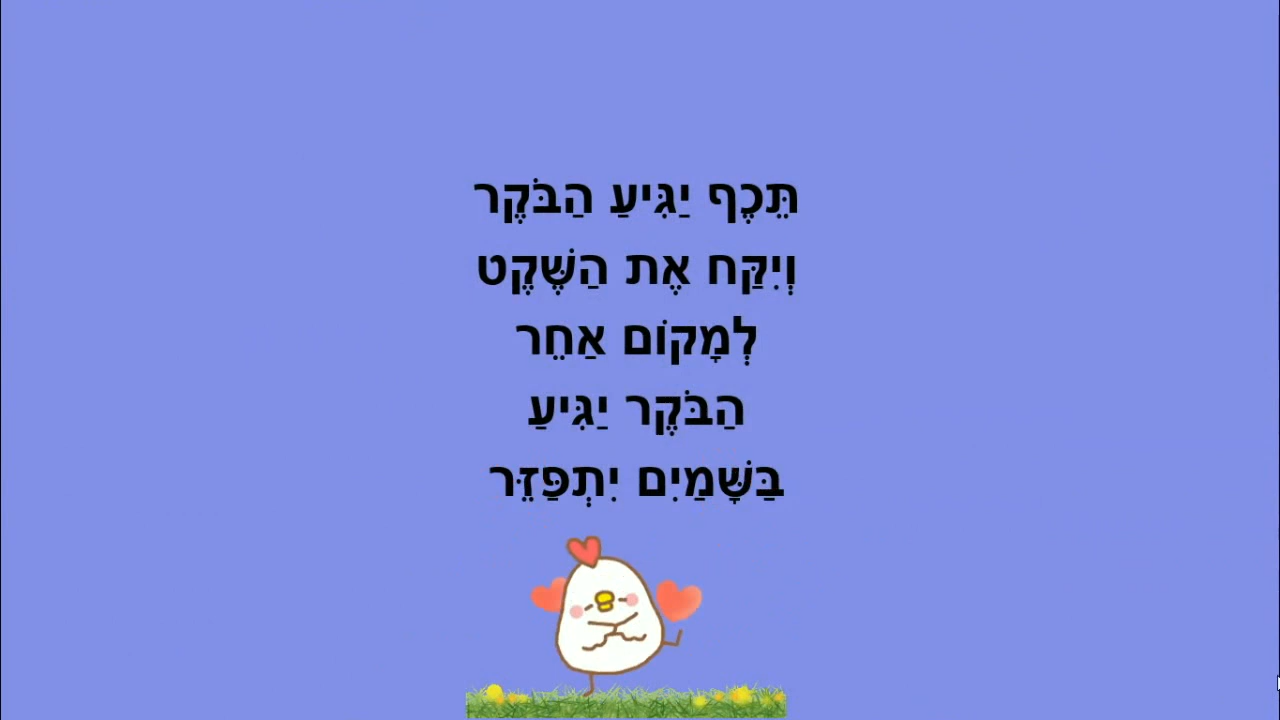 תֵּכֶף יַגִּיעַ הַבֹּקֶר
וְיִקַּח אֶת הַשֶּׁקֶט
לְמָקוֹם אַחֵר
הַבֹּקֶר יַגִּיעַ
בַּשָּׁמַיִם יִתְפַּזֵּר